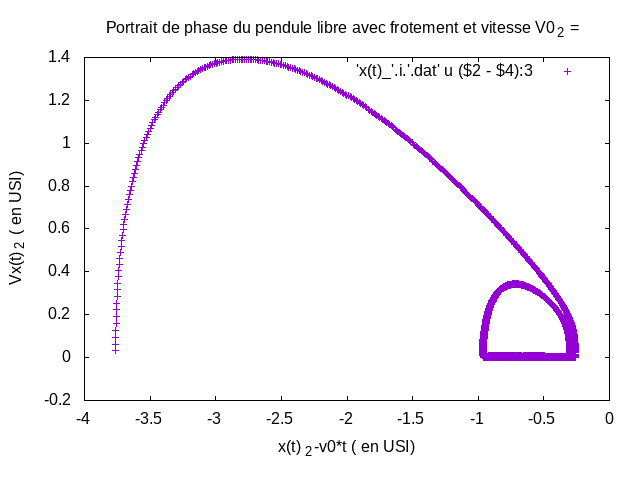 Portrait de phase du pendule libre avec frotement et vitesse V0 2 =
'x(t)_'.i.'.dat' u ($2 - $4):3
1.4
1.2
1
0.8
0.6
0.4
0.2
0
-0.2
Vx(t) 2 ( en USI)
-4 -3.5 -3 -2.5 -2 -1.5 -1 -0.5 0
x(t) 2-v0*t ( en USI)